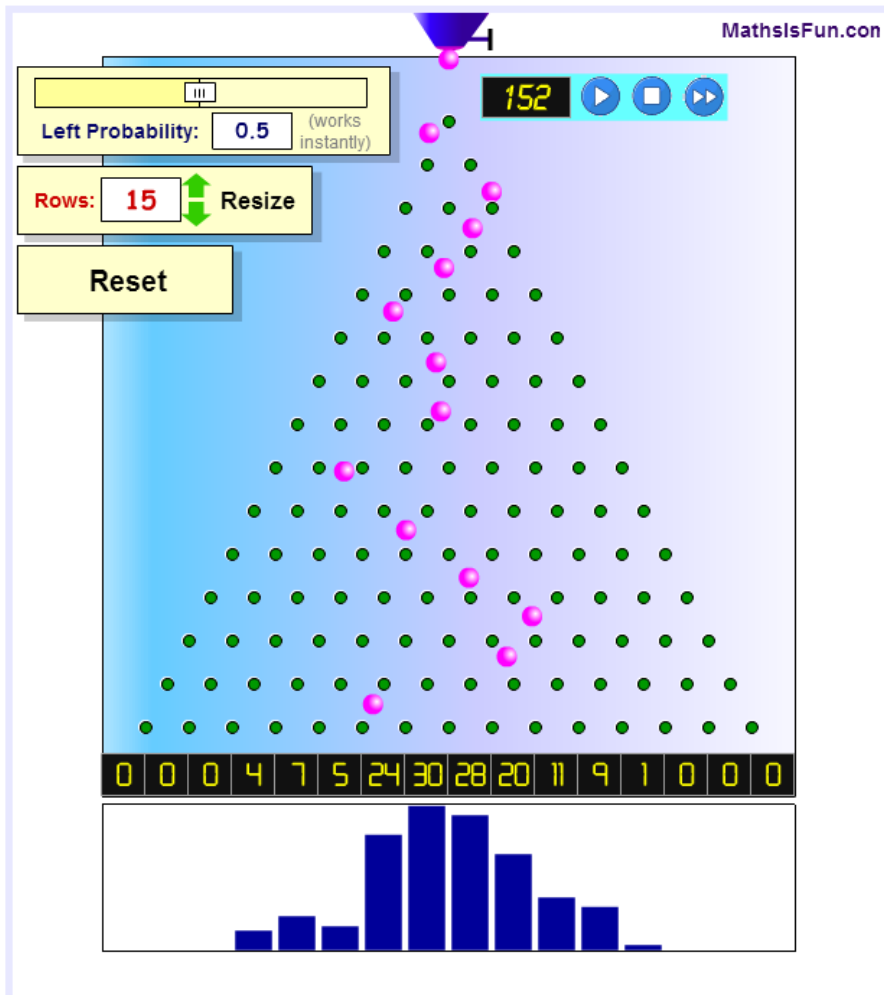 MathsIsFun.com
152
Left Probability: 0.5 (works instantly)
Rows: 15 Resize
Reset
0 0 0 4 7 5 24 30 28 20 11 9 1 0 0 0